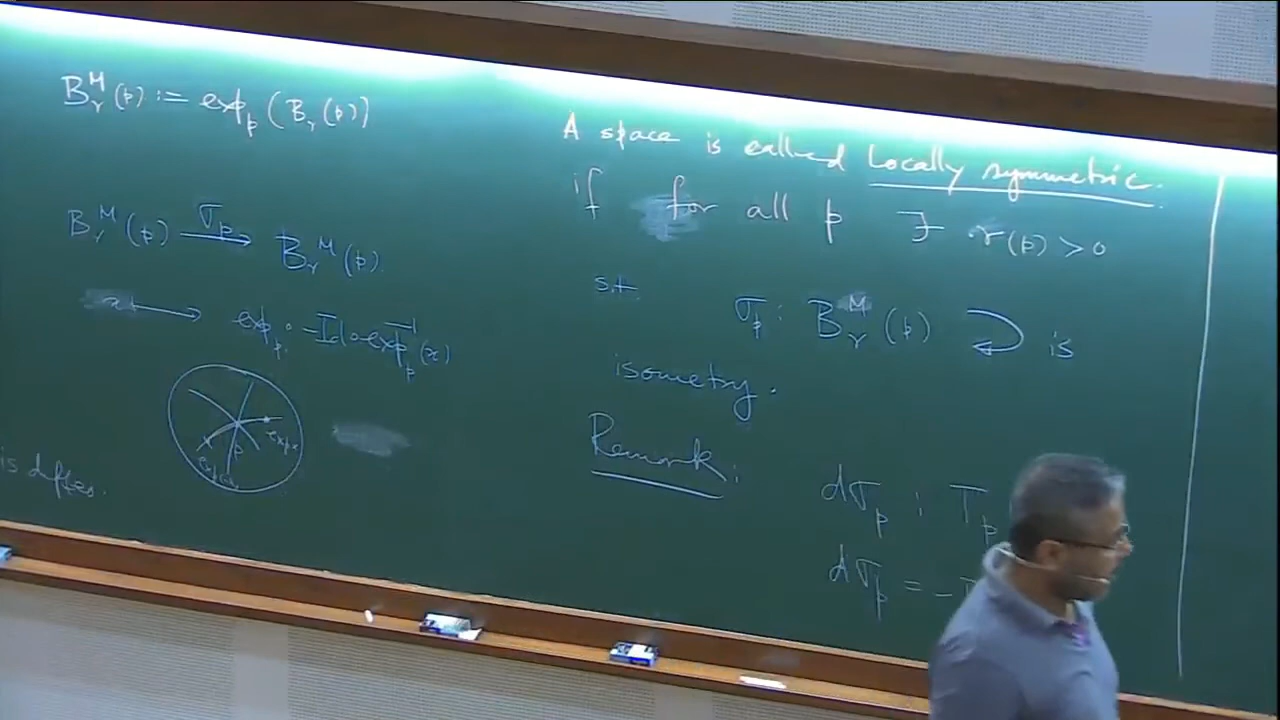 B_r^M(p) := exp_p(B_r(p))
B_r^M(p) —σ_p→ B_r^M(p)
x ⟼ exp_p ∘ -Id ∘ exp_p^{-1}(x)
p
is diffeo.
A space is called Locally symmetric.
if for all p ∃ r(p) > 0
s.t. σ_p : B_r^M(p) ⤸ is
isometry.
Remark:
dσ_p : T_p
dσ_p = -